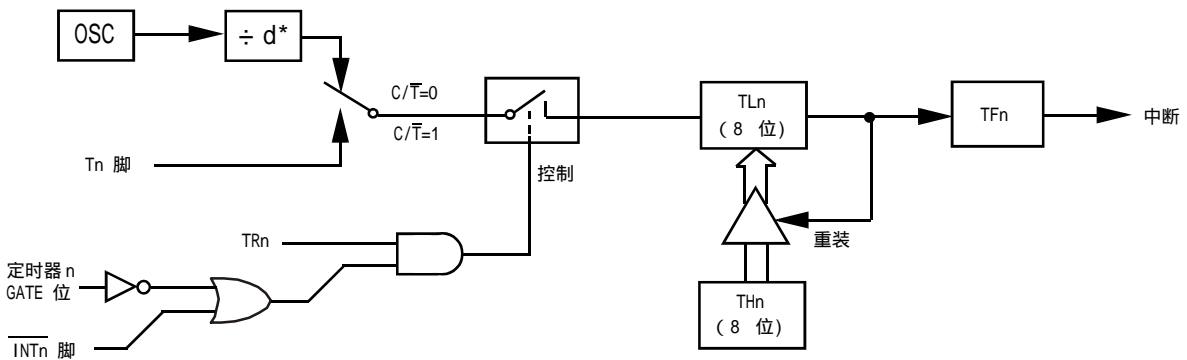 OSC
÷ d*
C/T̅=0
C/T̅=1
Tn 脚
控制
TLn
(8 位)
TFn
中断
重装
TRn
定时器 n
GATE 位
THn
(8 位)
I̅N̅T̅n̅ 脚